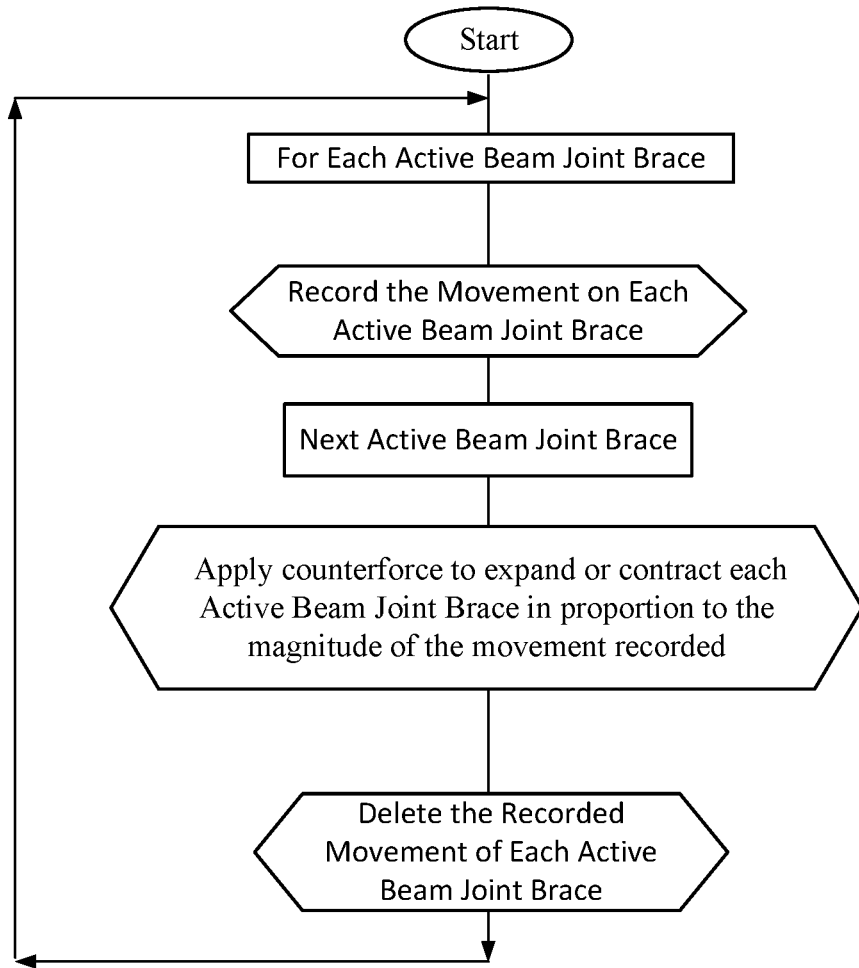 Start
For Each Active Beam Joint Brace
Record the Movement on Each
Active Beam Joint Brace
Next Active Beam Joint Brace
Apply counterforce to expand or contract each
Active Beam Joint Brace in proportion to the
magnitude of the movement recorded
Delete the Recorded
Movement of Each Active
Beam Joint Brace